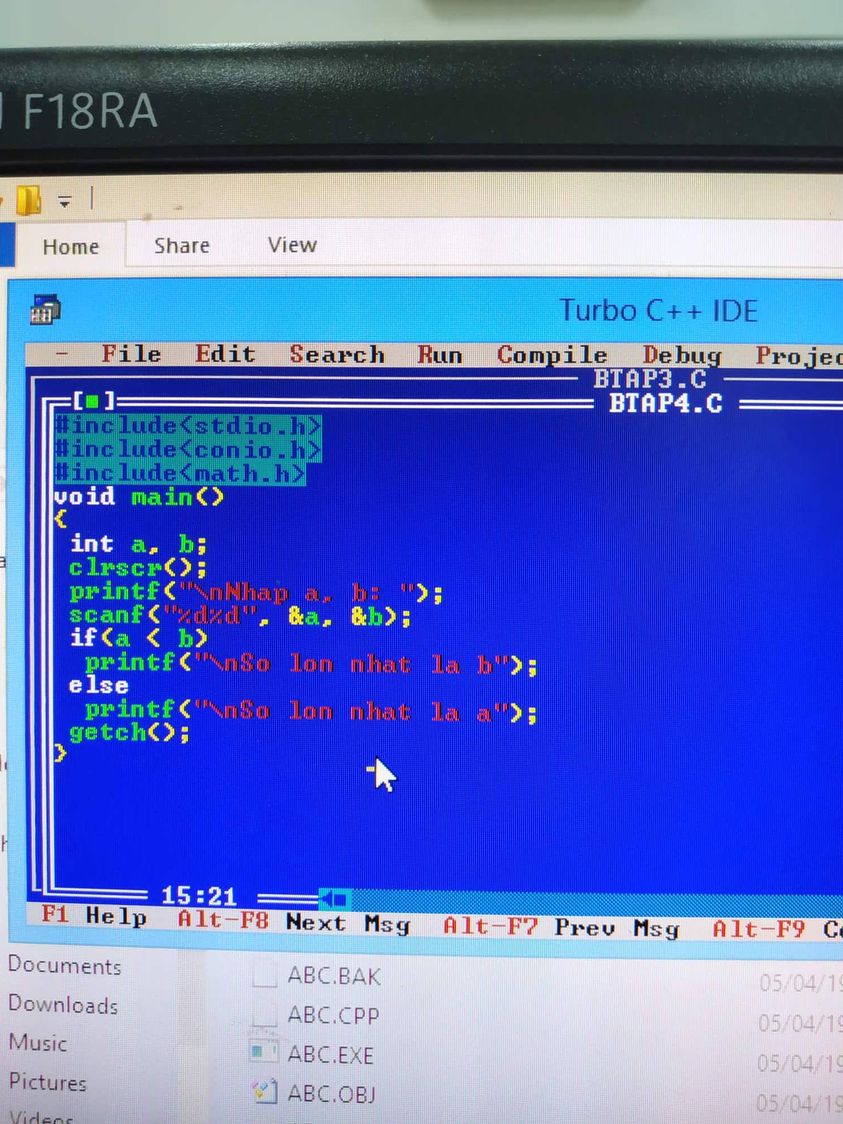 F18RA
Home Share View
Turbo C++ IDE
- File Edit Search Run Compile Debug
BTAP3.C
[■] BTAP4.C
#include<stdio.h>
#include<conio.h>
#include<math.h>
void main()
{
int a, b;
clrscr();
printf("\nNhap a, b: ");
scanf("%d%d", &a, &b);
if(a < b)
printf("\nSo lon nhat la b");
else
printf("\nSo lon nhat la a");
getch();
}
15:21
F1 Help Alt-F8 Next Msg Alt-F7 Prev Msg Alt-F9
Documents
Downloads
Music
Pictures
Videos
ABC.BAK
ABC.CPP
ABC.EXE
ABC.OBJ
05/04/19
05/04/19
05/04/19
05/04/19